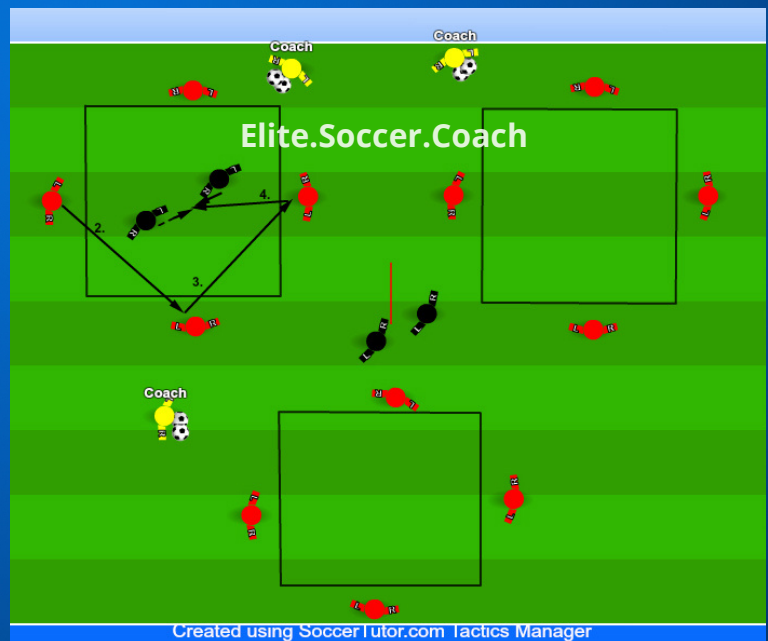 Coach
Coach
Elite.Soccer.Coach
4.
2.
3.
Coach
Created using SoccerTutor.com Tactics Manager